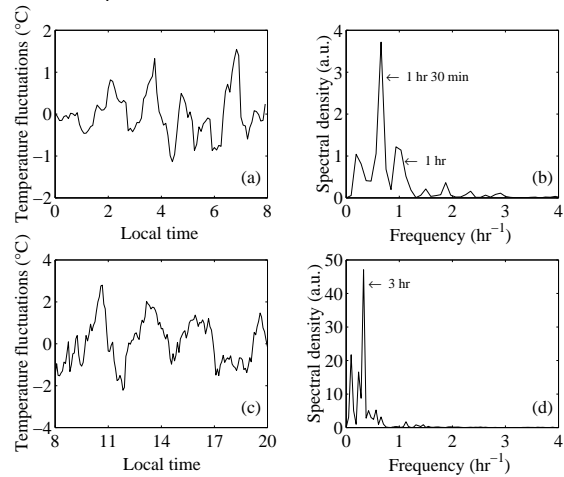 Temperature fluctuations (°C)
2
1
0
−1
−2
0
2
4
6
8
Local time
(a)
Spectral density (a.u.)
4
3
2
1
0
0
1
2
3
4
Frequency (hr−1)
← 1 hr 30 min
← 1 hr
(b)
Temperature fluctuations (°C)
4
2
0
−2
−4
8
11
14
17
20
Local time
(c)
Spectral density (a.u.)
50
40
30
20
10
0
0
1
2
3
4
Frequency (hr−1)
← 3 hr
(d)